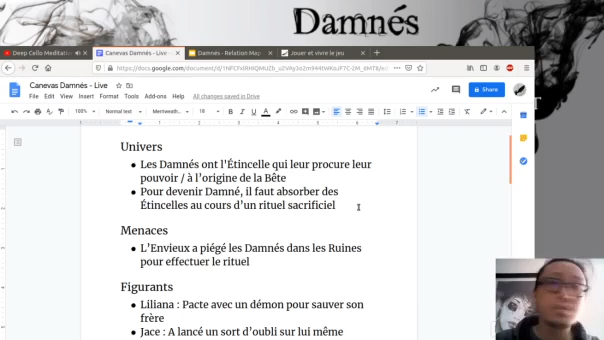 Damnés
Deep Cello Meditatio
Canevas Damnés - Live
Damnés - Relation Map
Jouer et vivre le jeu
Canevas Damnés - Live
File Edit View Insert Format Tools Add-ons Help All changes saved in Drive
Share
100% Normal text Merriweath... 18
Univers
● Les Damnés ont l'Étincelle qui leur procure leur
pouvoir / à l'origine de la Bête
● Pour devenir Damné, il faut absorber des
Étincelles au cours d'un rituel sacrificiel
Menaces
● L'Envieux a piégé les Damnés dans les Ruines
pour effectuer le rituel
Figurants
● Liliana : Pacte avec un démon pour sauver son
frère
● Jace : A lancé un sort d'oubli sur lui même